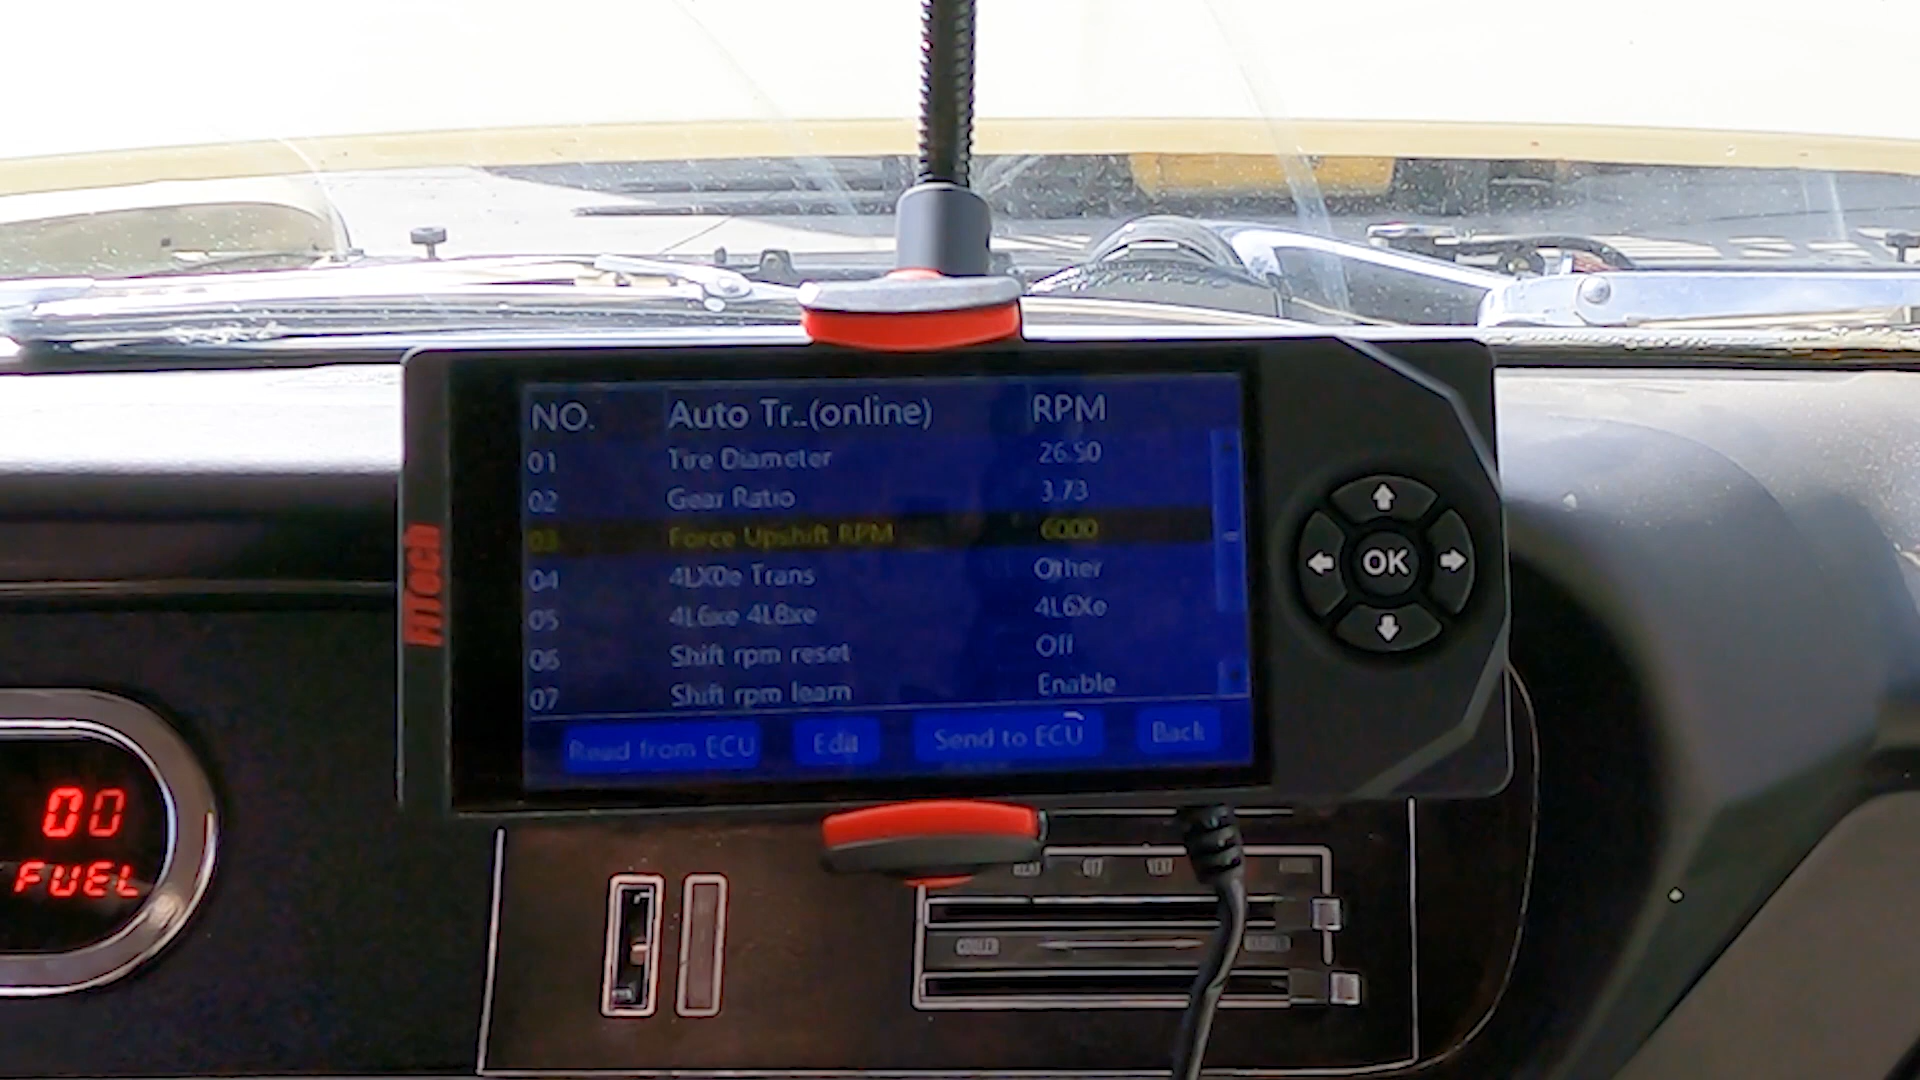 NO. Auto Tr..(online) RPM
01 Tire Diameter 26.50
02 Gear Ratio 3.73
03 Force Upshift RPM 6000
04 4LX0e Trans Other
05 4L6xe 4L8xe 4L6Xe
06 Shift rpm reset Off
07 Shift rpm learn Enable
Read from ECU Edit Send to ECU Back
OK
FiTech
00
FUEL